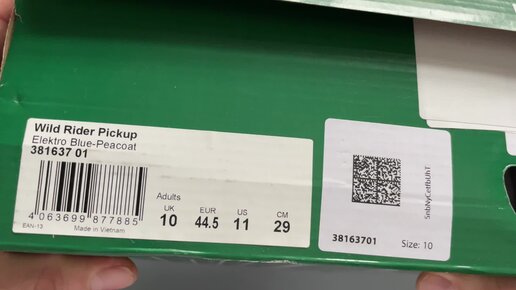 Wild Rider Pickup
Elektro Blue-Peacoat
381637 01
4 063699 877885
EAN-13
Made in Vietnam
Adults
UK EUR US CM
10 44.5 11 29
38163701 Size: 10